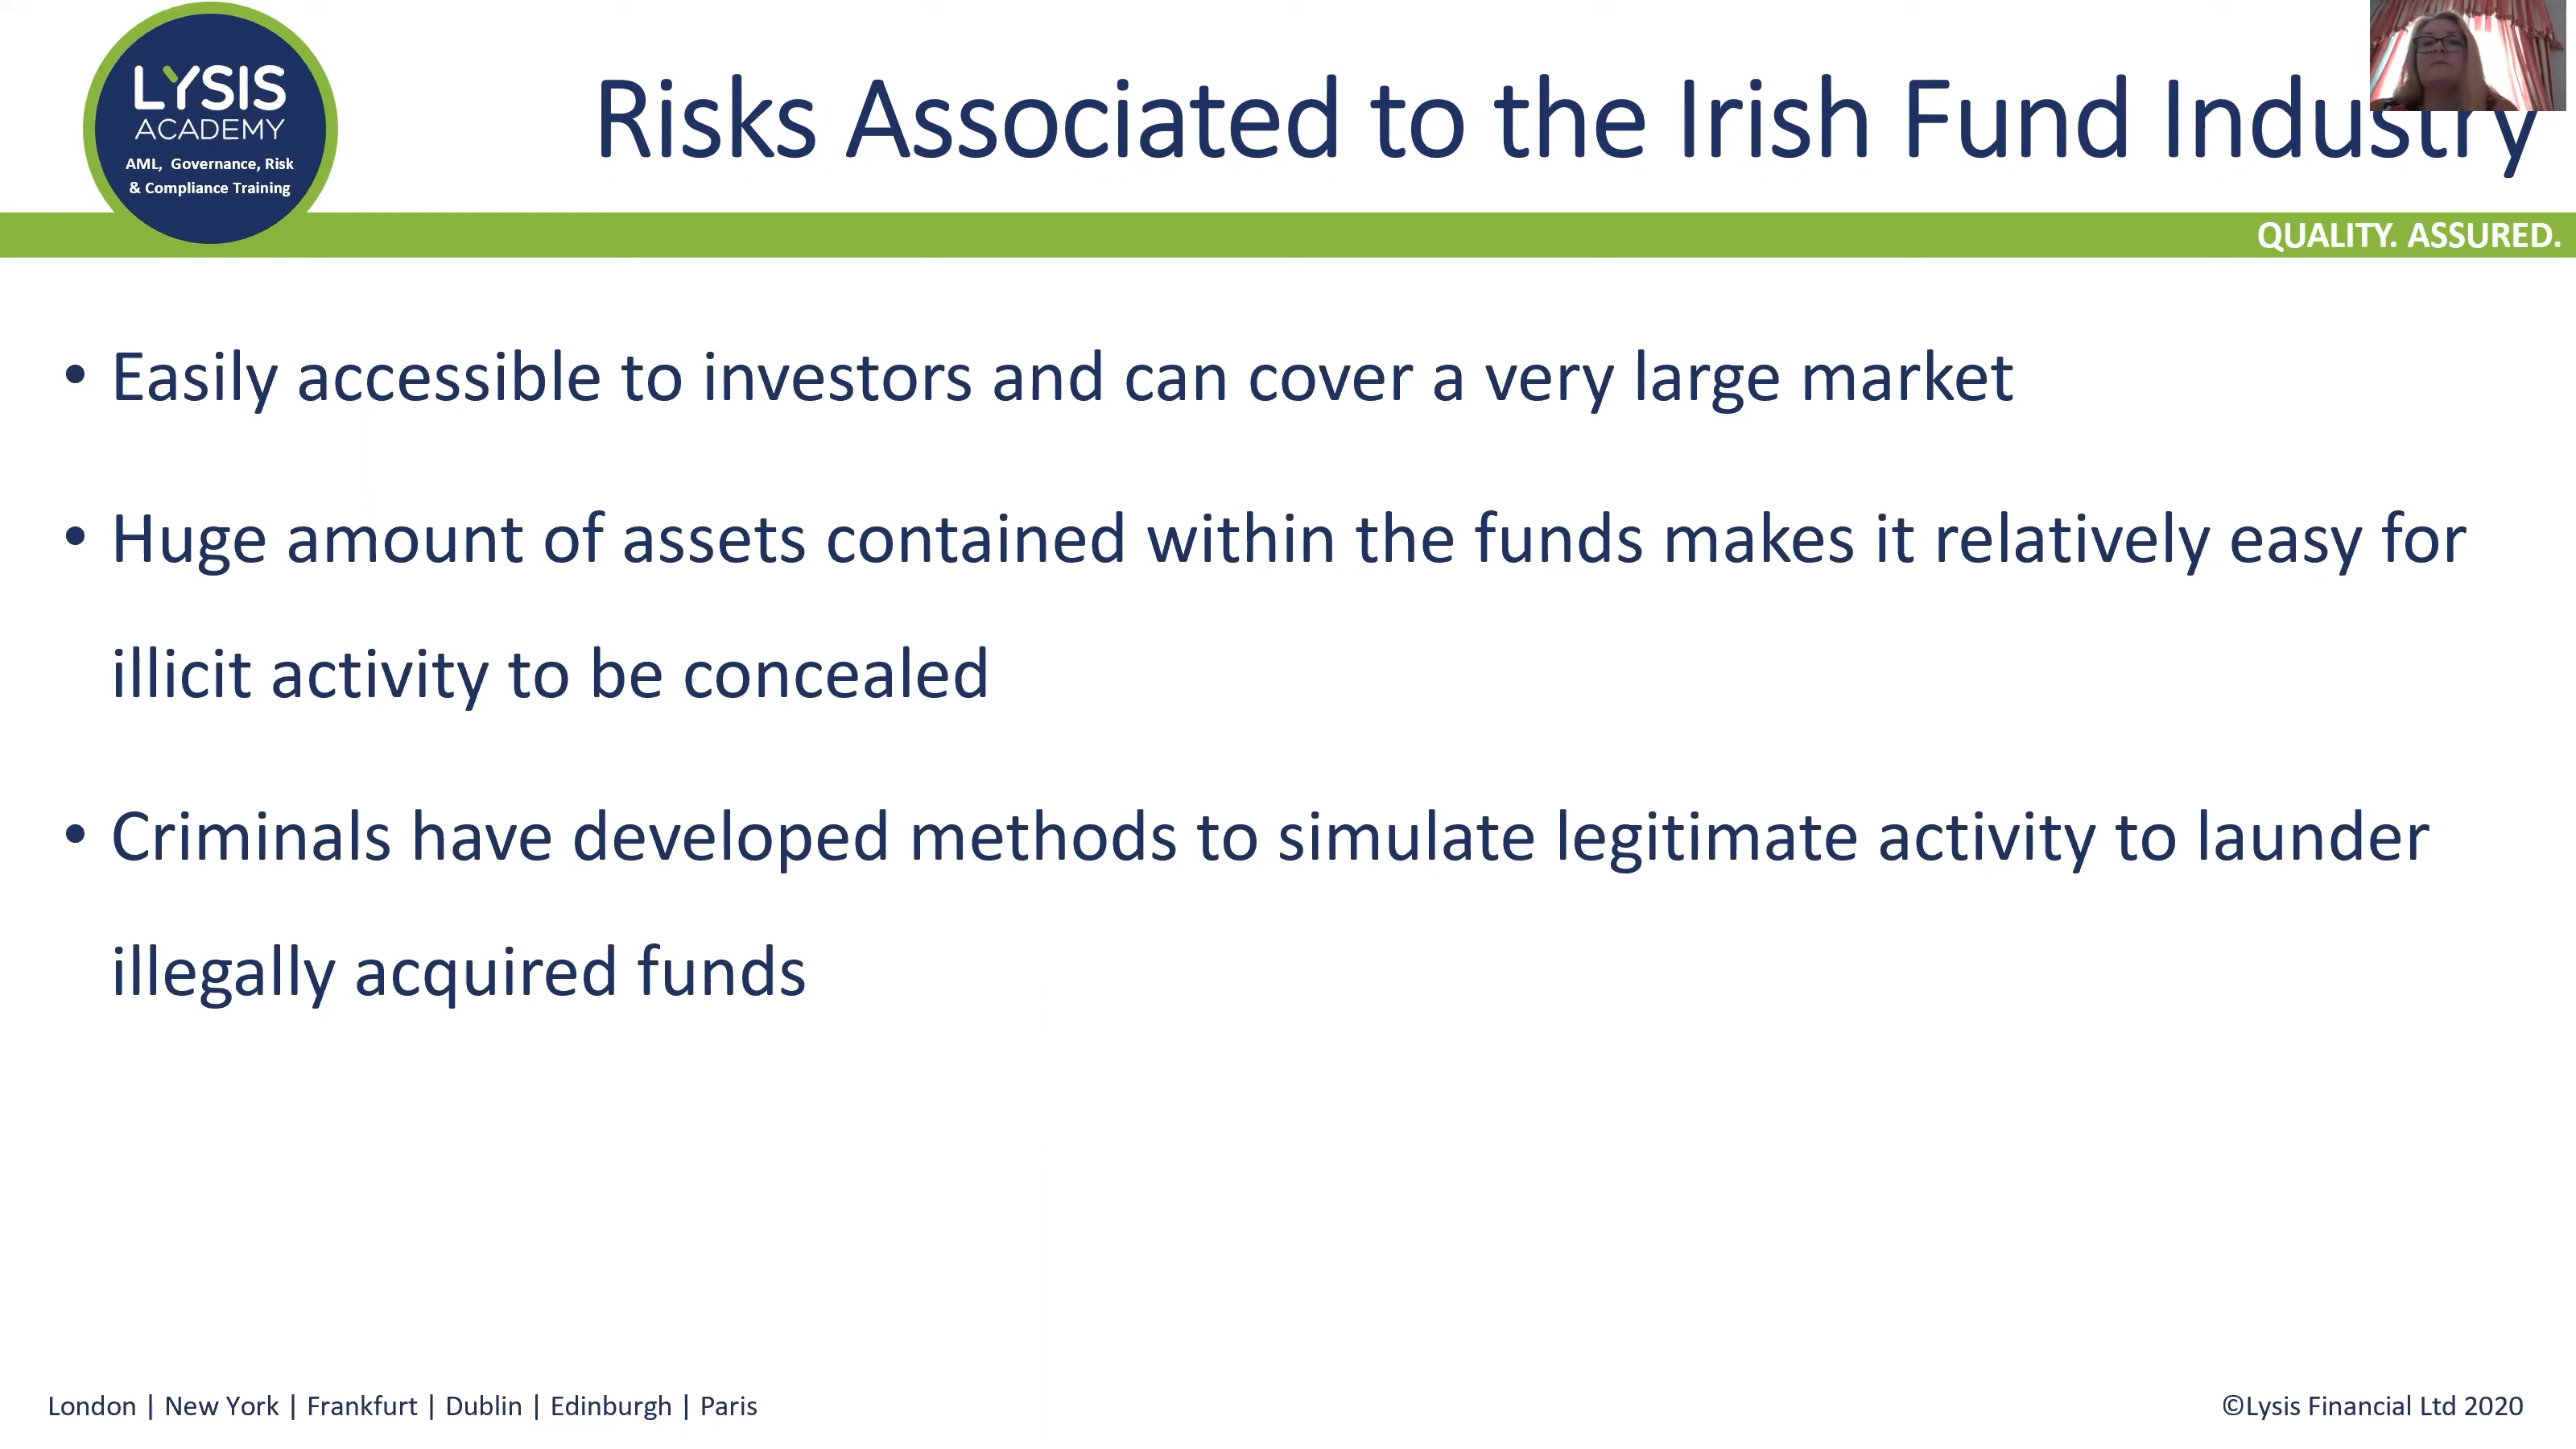 LYSIS
ACADEMY
AML, Governance, Risk
& Compliance Training
Risks Associated to the Irish Fund Industry
QUALITY. ASSURED.
• Easily accessible to investors and can cover a very large market
• Huge amount of assets contained within the funds makes it relatively easy for
illicit activity to be concealed
• Criminals have developed methods to simulate legitimate activity to launder
illegally acquired funds
London | New York | Frankfurt | Dublin | Edinburgh | Paris
©Lysis Financial Ltd 2020